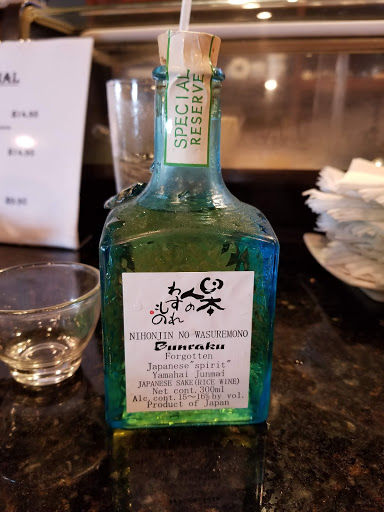 SPECIAL
RESERVE
日本人の
わすれ
もの
NIHONJIN NO WASUREMONO
Bunraku
Forgotten
Japanese"spirit"
Yamahai Junmai
JAPANESE SAKE(RICE WINE)
Net cont.300ml
Alc.cont.15～16%by vol.
Product of Japan